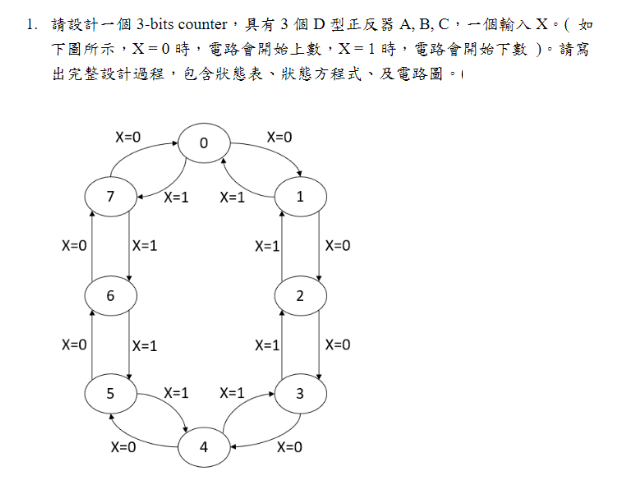 1. 請設計一個 3-bits counter，具有 3 個 D 型正反器 A, B, C，一個輸入 X。( 如
下圖所示，X = 0 時，電路會開始上數，X = 1 時，電路會開始下數 )。請寫
出完整設計過程，包含狀態表、狀態方程式、及電路圖。(
X=0 0 X=0
7 X=1 X=1 1
X=0 X=1 X=1 X=0
6 2
X=0 X=1 X=1 X=0
5 X=1 X=1 3
X=0 4 X=0